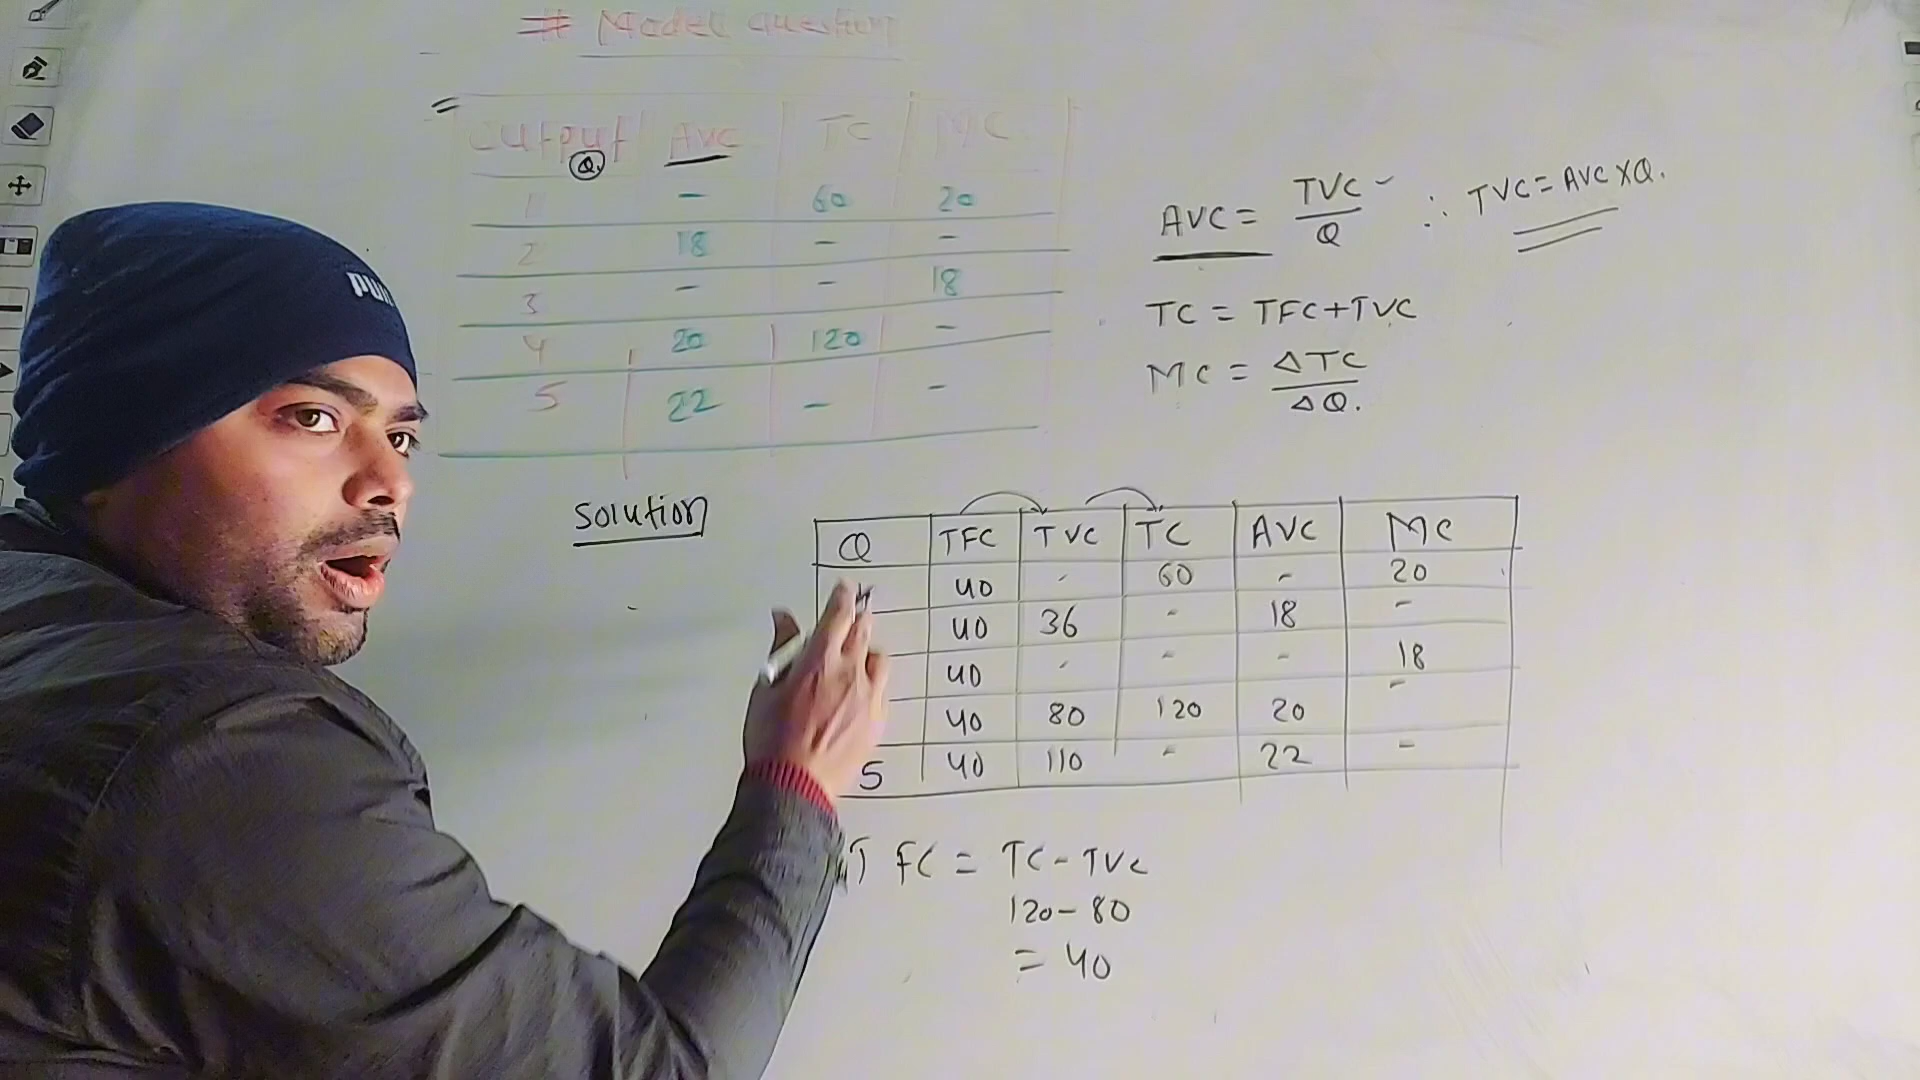 # Model Question
=
Output AVC TC MC
Q.
1 - 60 20
2 18 - -
3 - - 18
4 20 120 -
5 22 - -
AVC = TVC / Q ∴ TVC = AVC X Q.
TC = TFC + TVC
MC = ΔTC / ΔQ.
Solution
Q TFC TVC TC AVC MC
40 - 60 - 20
40 36 - 18 -
40 - - - 18
40 80 120 20 -
5 40 110 - 22 -
TFC = TC - TVC
120 - 80
= 40